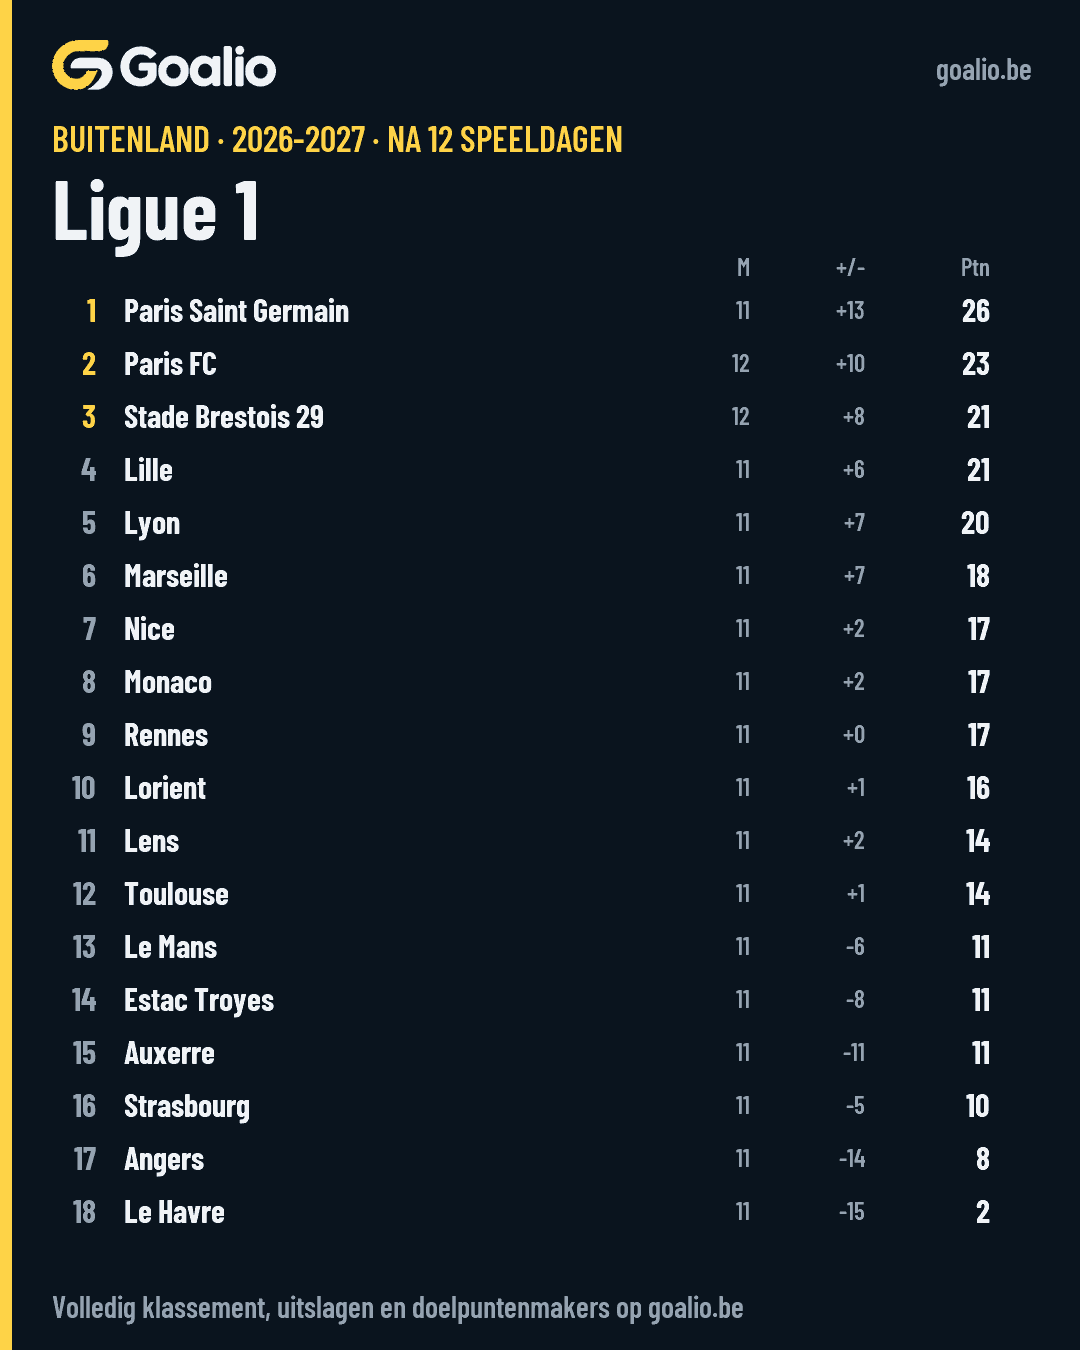 Goalio
goalio.be
BUITENLAND · 2026-2027 · NA 12 SPEELDAGEN
Ligue 1
M +/- Ptn
1 Paris Saint Germain 11 +13 26
2 Paris FC 12 +10 23
3 Stade Brestois 29 12 +8 21
4 Lille 11 +6 21
5 Lyon 11 +7 20
6 Marseille 11 +7 18
7 Nice 11 +2 17
8 Monaco 11 +2 17
9 Rennes 11 +0 17
10 Lorient 11 +1 16
11 Lens 11 +2 14
12 Toulouse 11 +1 14
13 Le Mans 11 -6 11
14 Estac Troyes 11 -8 11
15 Auxerre 11 -11 11
16 Strasbourg 11 -5 10
17 Angers 11 -14 8
18 Le Havre 11 -15 2
Volledig klassement, uitslagen en doelpuntenmakers op goalio.be